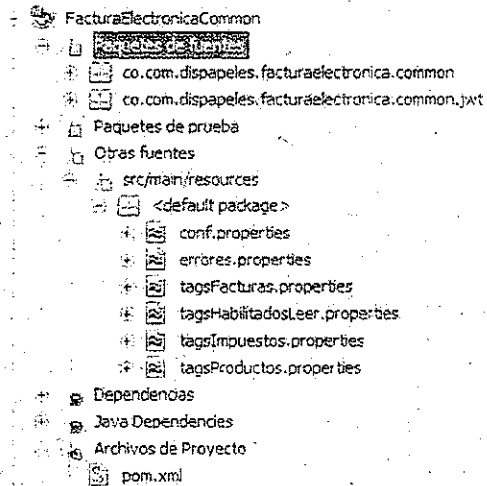 FacturaElectronicaCommon
Paquetes de fuentes
co.com.dispapeles.facturaelectronica.common
co.com.dispapeles.facturaelectronica.common.jwt
Paquetes de prueba
Otras fuentes
src/main/resources
<default package>
conf.properties
errores.properties
tagsFacturas.properties
tagsHabilitadosLeer.properties
tagsImpuestos.properties
tagsProductos.properties
Dependencias
Java Dependencies
Archivos de Proyecto
pom.xml